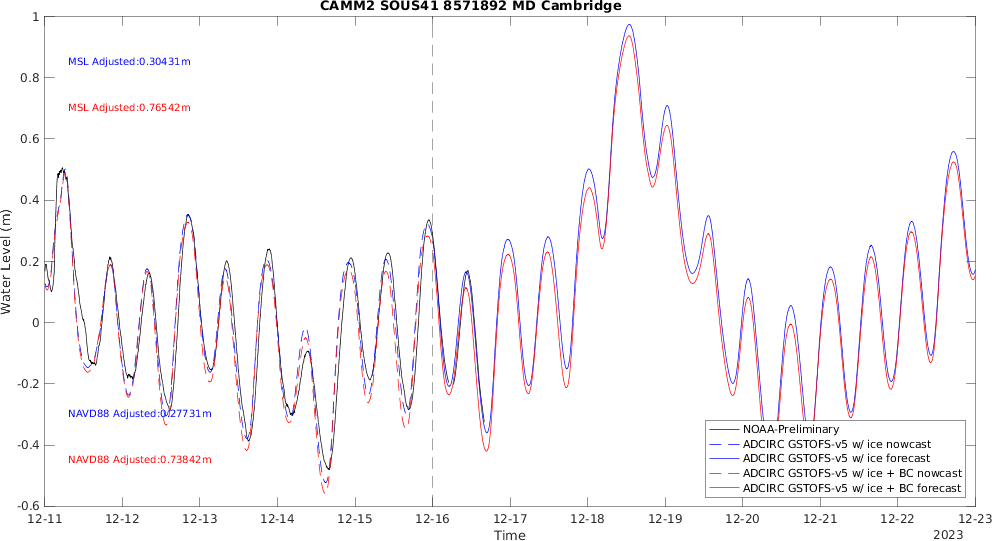 CAMM2 SOUS41 8571892 MD Cambridge
1
0.8
0.6
0.4
0.2
0
-0.2
-0.4
-0.6
Water Level (m)
MSL Adjusted:0.30431m
MSL Adjusted:0.76542m
NAVD88 Adjusted:0.27731m
NAVD88 Adjusted:0.73842m
NOAA-Preliminary
ADCIRC GSTOFS-v5 w/ ice nowcast
ADCIRC GSTOFS-v5 w/ ice forecast
ADCIRC GSTOFS-v5 w/ ice + BC nowcast
ADCIRC GSTOFS-v5 w/ ice + BC forecast
12-11 12-12 12-13 12-14 12-15 12-16 12-17 12-18 12-19 12-20 12-21 12-22 12-23
Time
2023